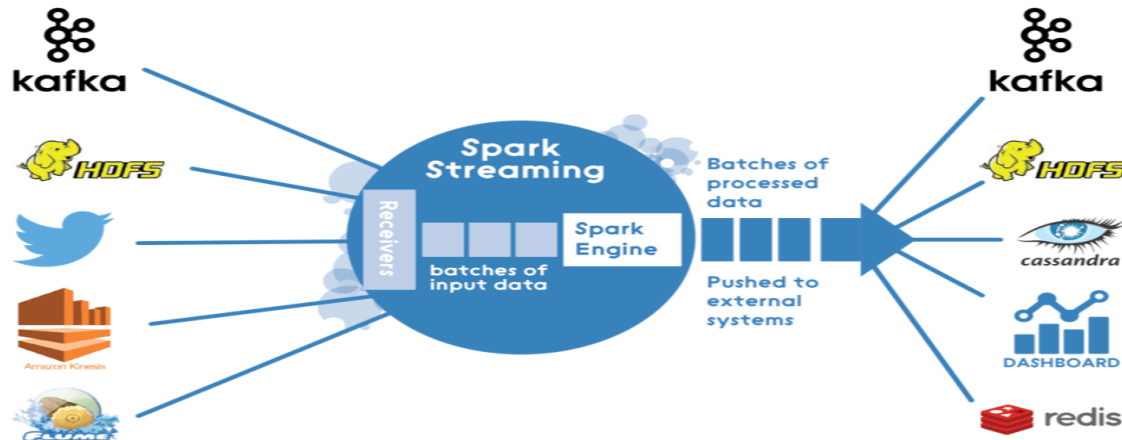 kafka
HDFS
Amazon Kinesis
FLUME
Spark
Streaming
Receivers
batches of
input data
Spark
Engine
Batches of
processed
data
Pushed to
external
systems
kafka
HDFS
cassandra
DASHBOARD
redis